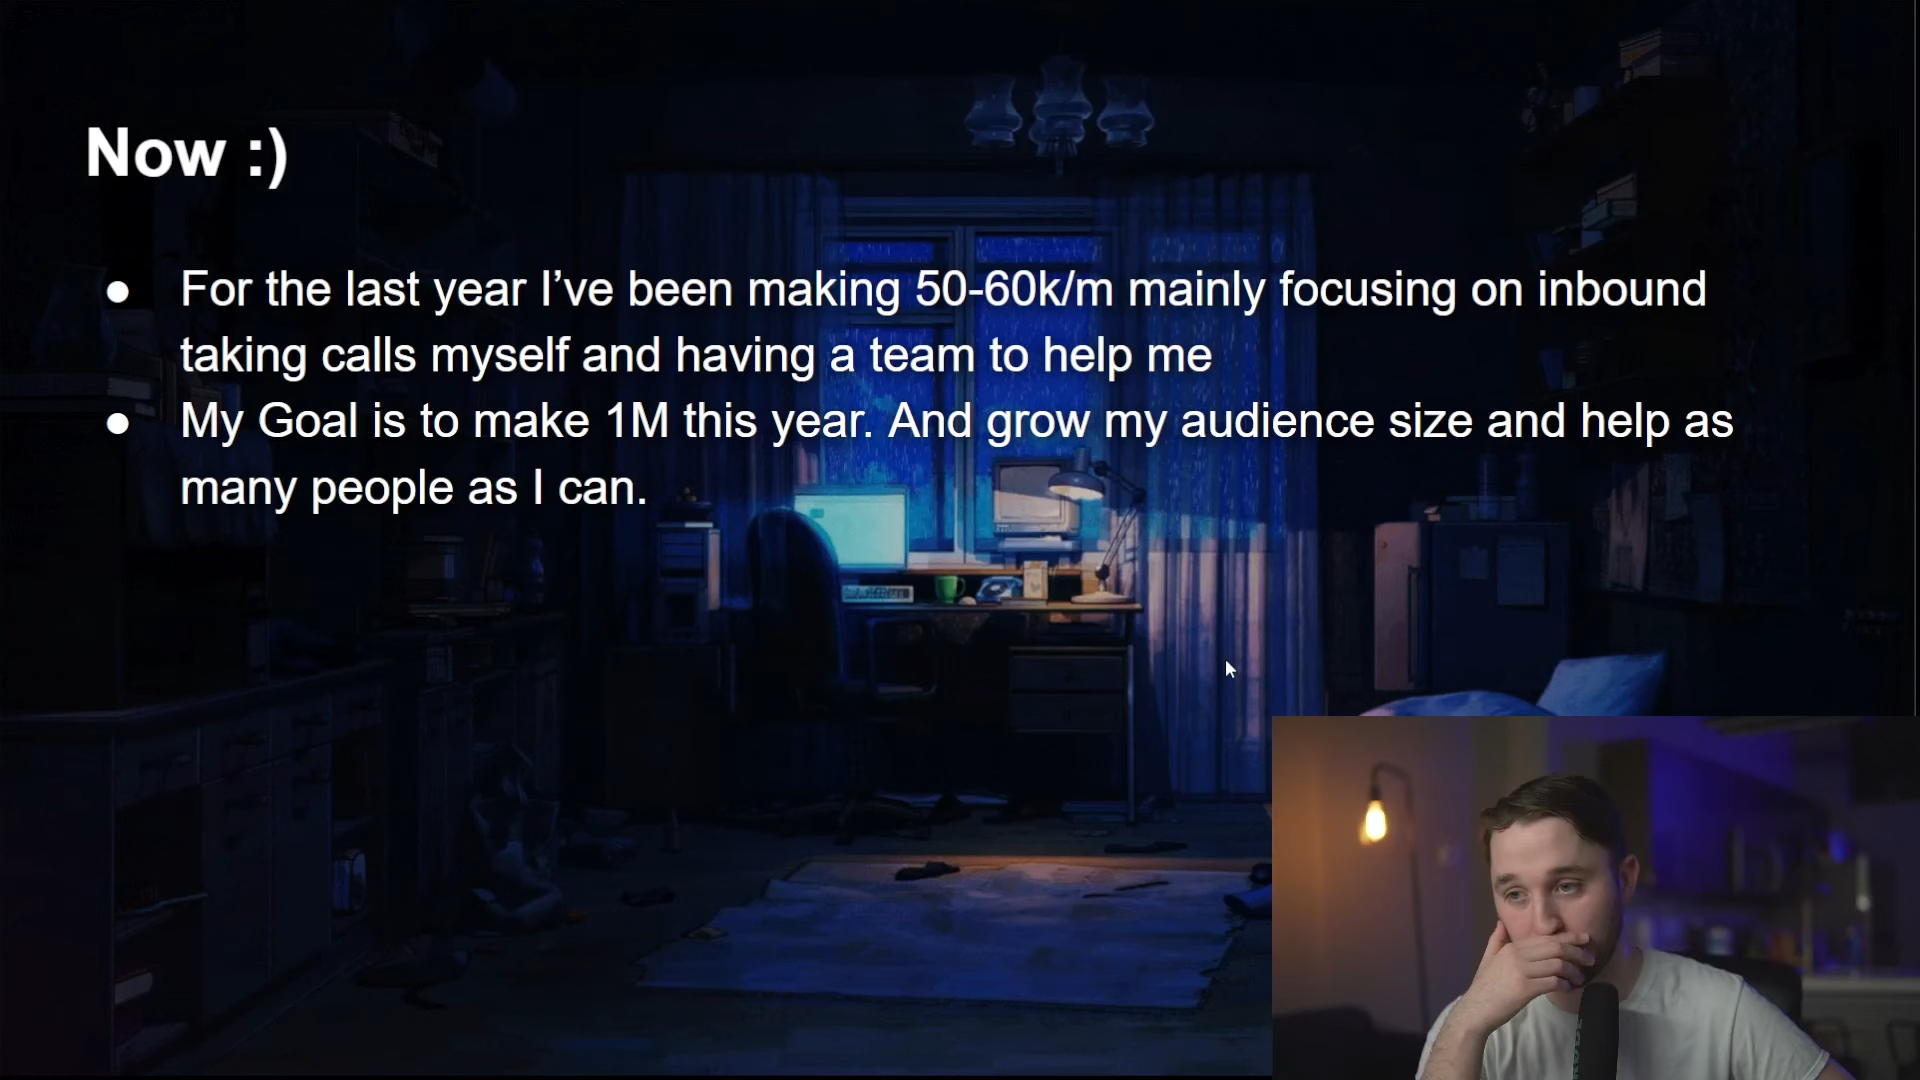 Now :)
● For the last year I’ve been making 50-60k/m mainly focusing on inbound
taking calls myself and having a team to help me
● My Goal is to make 1M this year. And grow my audience size and help as
many people as I can.